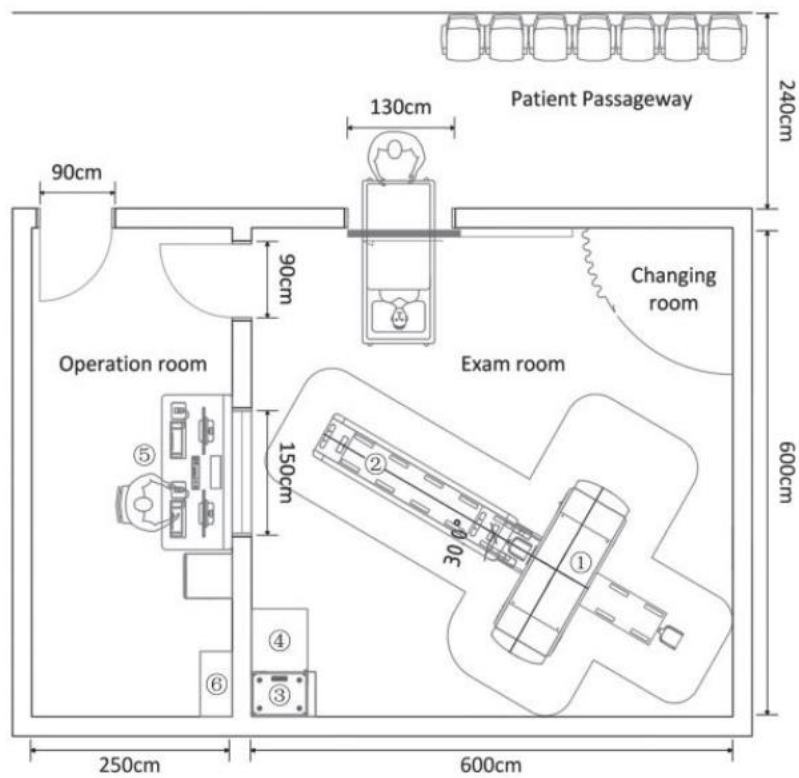 Patient Passageway
240cm
130cm
90cm
90cm
Changing
room
Operation room
Exam room
⑤
150cm
②
30.0°
①
600cm
④
③
⑥
250cm
600cm